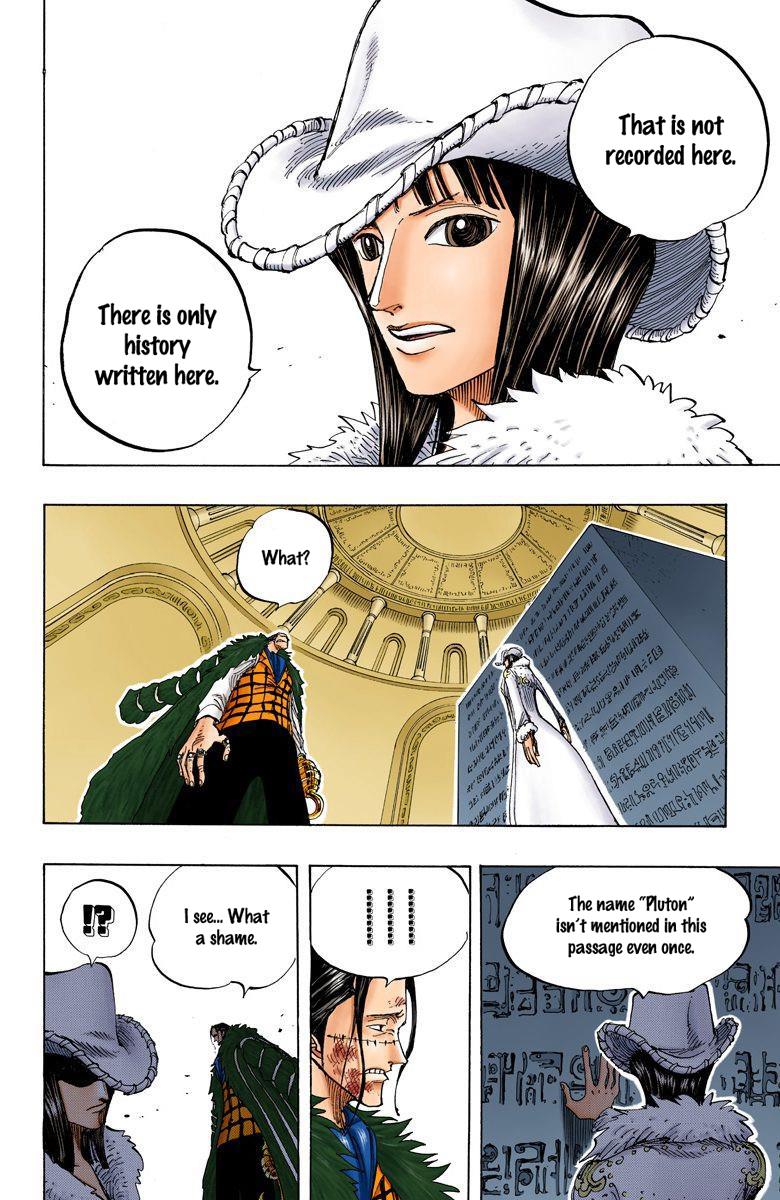 That is not
recorded here.
There is only
history
written here.
What?
The name "Pluton"
isn't mentioned in this
passage even once.
I see... What
a shame.
!?